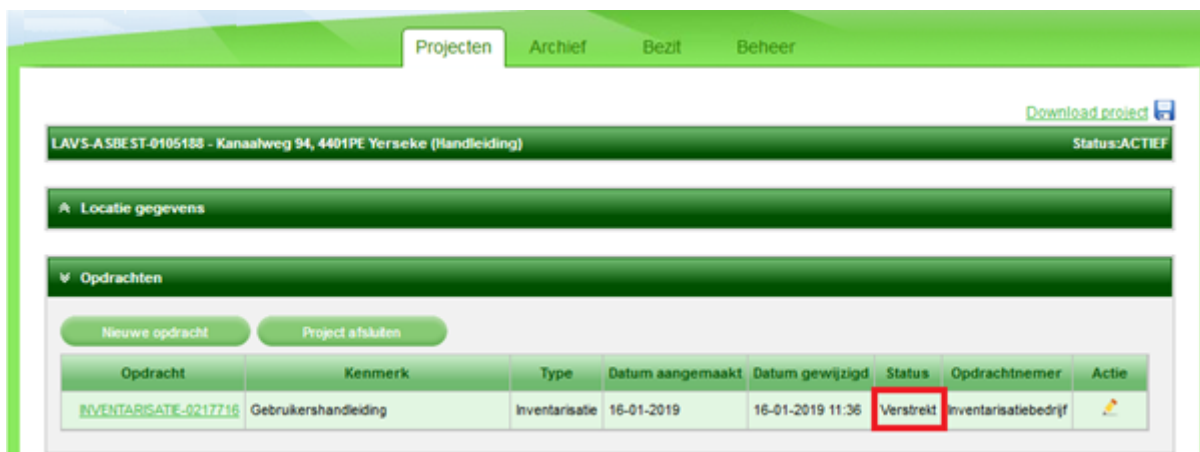 Projecten Archief Bezit Beheer
Download project
LAVS-ASBEST-0105188 - Kanaalweg 94, 4401PE Yerseke (Handleiding) Status:ACTIEF
Locatie gegevens
Opdrachten
Nieuwe opdracht Project afsluiten
Opdracht Kenmerk Type Datum aangemaakt Datum gewijzigd Status Opdrachtnemer Actie
INVENTARISATIE-0217716 Gebruikershandleiding Inventarisatie 16-01-2019 16-01-2019 11:36 Verstrekt Inventarisatiebedrijf